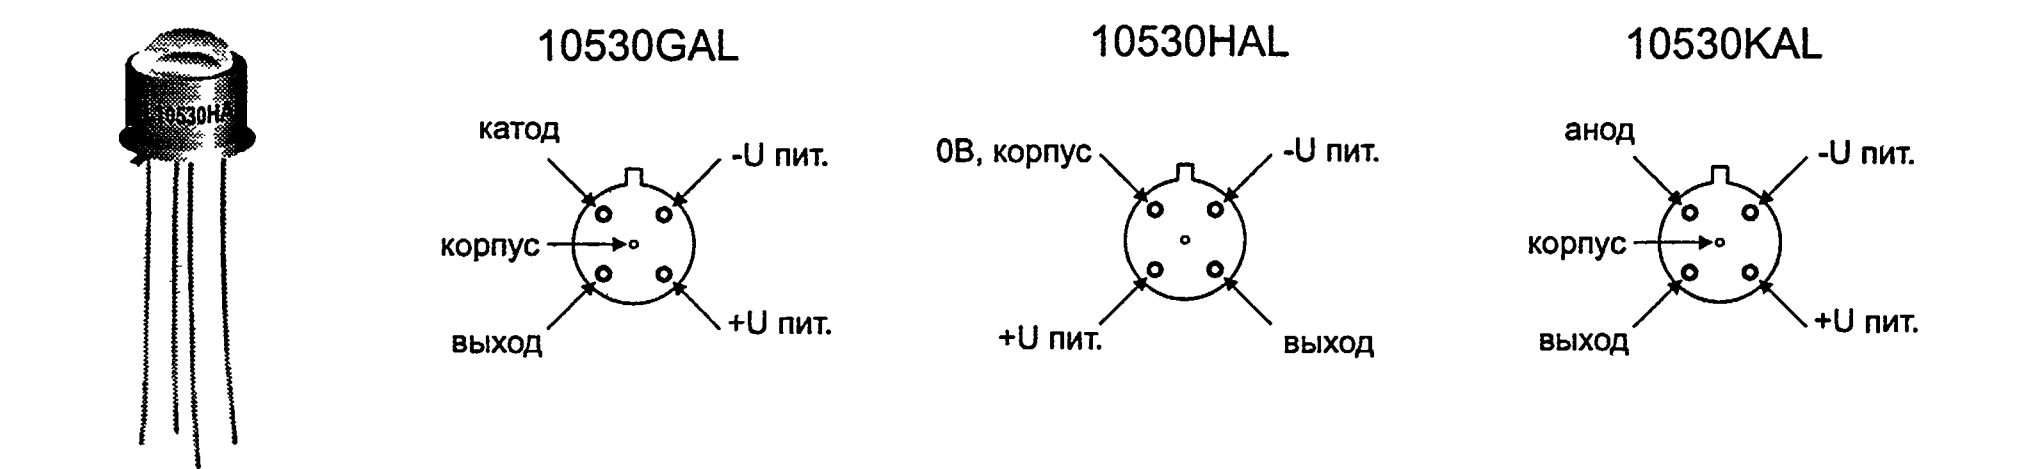 10530GAL
10530HAL
10530KAL
10530HA
катод
-U пит.
корпус
выход
+U пит.
0В, корпус
-U пит.
+U пит.
выход
анод
-U пит.
корпус
выход
+U пит.